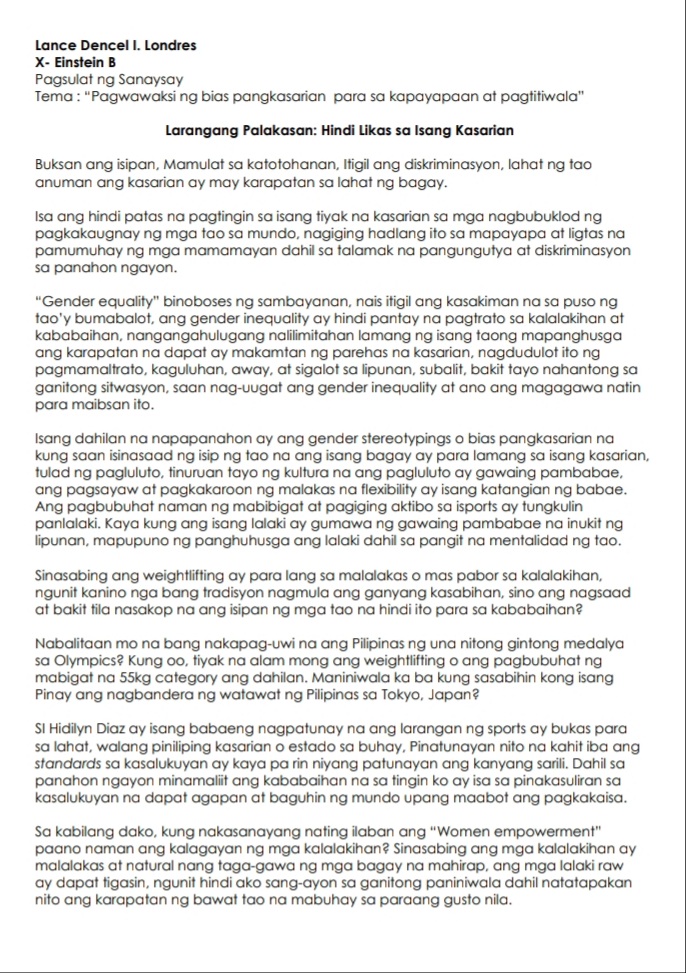 Lance Dencel I. Londres
X- Einstein B
Pagsulat ng Sanaysay
Tema : “Pagwawaksi ng bias pangkasarian para sa kapayapaan at pagtitiwala”
Larangang Palakasan: Hindi Likas sa Isang Kasarian
Buksan ang isipan, Mamulat sa katotohanan, Itigil ang diskriminasyon, lahat ng tao
anuman ang kasarian ay may karapatan sa lahat ng bagay.
Isa ang hindi patas na pagtingin sa isang tiyak na kasarian sa mga nagbubuklod ng
pagkakaugnay ng mga tao sa mundo, nagiging hadlang ito sa mapayapa at ligtas na
pamumuhay ng mga mamamayan dahil sa talamak na pangungutya at diskriminasyon
sa panahon ngayon.
“Gender equality” binoboses ng sambayanan, nais itigil ang kasakiman na sa puso ng
tao’y bumabalot, ang gender inequality ay hindi pantay na pagtrato sa kalalakihan at
kababaihan, nangangahulugang nalilimitahan lamang ng isang taong mapanghusga
ang karapatan na dapat ay makamtan ng parehas na kasarian, nagdudulot ito ng
pagmamaltrato, kaguluhan, away, at sigalot sa lipunan, subalit, bakit tayo nahantong sa
ganitong sitwasyon, saan nag-uugat ang gender inequality at ano ang magagawa natin
para maibsan ito.
Isang dahilan na napapanahon ay ang gender stereotypings o bias pangkasarian na
kung saan isinasaad ng isip ng tao na ang isang bagay ay para lamang sa isang kasarian,
tulad ng pagluluto, tinuruan tayo ng kultura na ang pagluluto ay gawaing pambabae,
ang pagsayaw at pagkakaroon ng malakas na flexibility ay isang katangian ng babae.
Ang pagbubuhat naman ng mabibigat at pagiging aktibo sa isports ay tungkulin
panlalaki. Kaya kung ang isang lalaki ay gumawa ng gawaing pambabae na inukit ng
lipunan, mapupuno ng panghuhusga ang lalaki dahil sa pangit na mentalidad ng tao.
Sinasabing ang weightlifting ay para lang sa malalakas o mas pabor sa kalalakihan,
ngunit kanino nga bang tradisyon nagmula ang ganyang kasabihan, sino ang nagsaad
at bakit tila nasakop na ang isipan ng mga tao na hindi ito para sa kababaihan?
Nabalitaan mo na bang nakapag-uwi na ang Pilipinas ng una nitong gintong medalya
sa Olympics? Kung oo, tiyak na alam mong ang weightlifting o ang pagbubuhat ng
mabigat na 55kg category ang dahilan. Maniniwala ka ba kung sasabihin kong isang
Pinay ang nagbandera ng watawat ng Pilipinas sa Tokyo, Japan?
SI Hidilyn Diaz ay isang babaeng nagpatunay na ang larangan ng sports ay bukas para
sa lahat, walang piniliping kasarian o estado sa buhay, Pinatunayan nito na kahit iba ang
standards sa kasalukuyan ay kaya pa rin niyang patunayan ang kanyang sarili. Dahil sa
panahon ngayon minamaliit ang kababaihan na sa tingin ko ay isa sa pinakasuliran sa
kasalukuyan na dapat agapan at baguhin ng mundo upang maabot ang pagkakaisa.
Sa kabilang dako, kung nakasanayang nating ilaban ang “Women empowerment”
paano naman ang kalagayan ng mga kalalakihan? Sinasabing ang mga kalalakihan ay
malalakas at natural nang taga-gawa ng mga bagay na mahirap, ang mga lalaki raw
ay dapat tigasin, ngunit hindi ako sang-ayon sa ganitong paniniwala dahil natatapakan
nito ang karapatan ng bawat tao na mabuhay sa paraang gusto nila.